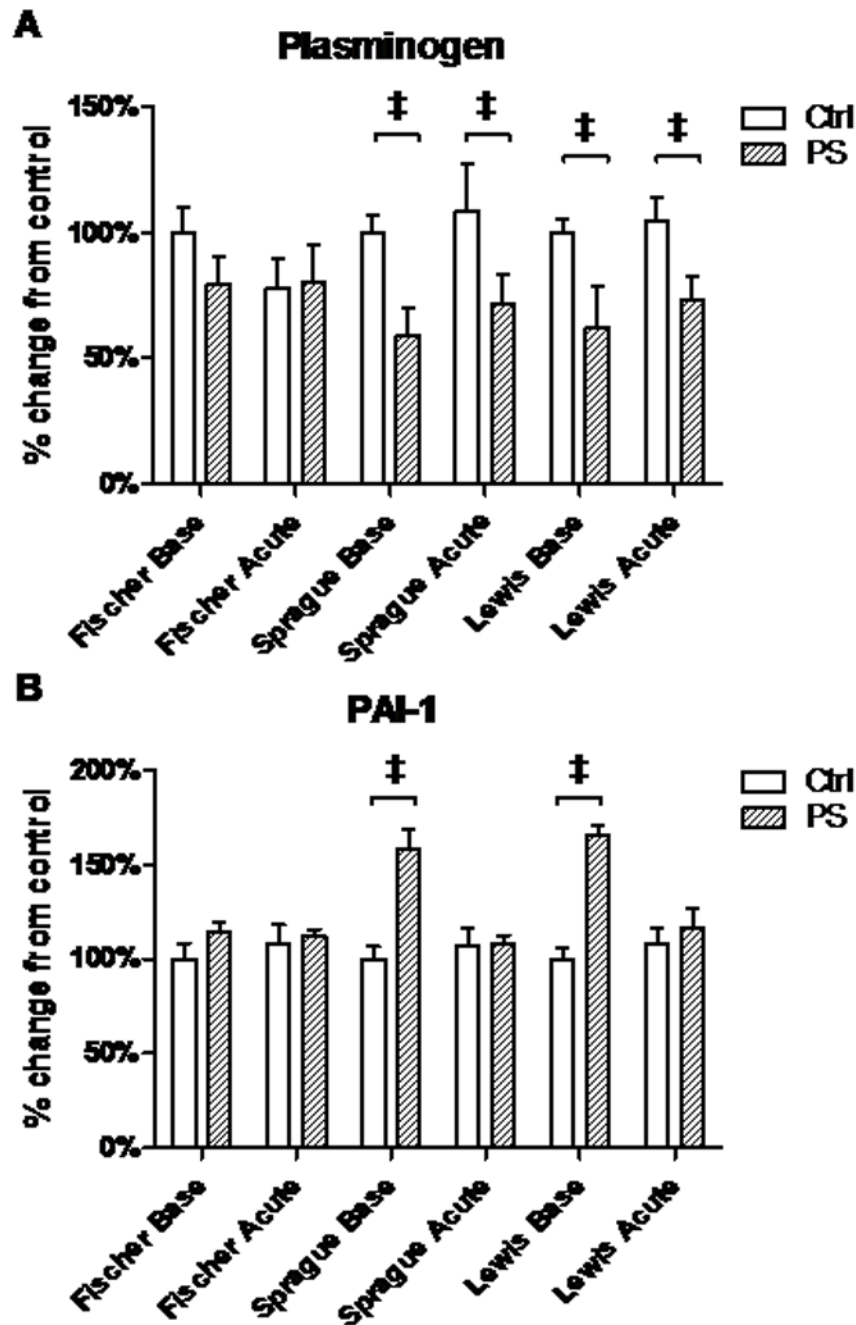 A
Plasminogen
150%
100%
50%
0%
% change from control
‡
‡
‡
‡
Ctrl
PS
Fischer Base
Fischer Acute
Sprague Base
Sprague Acute
Lewis Base
Lewis Acute
B
PAI-1
200%
150%
100%
50%
0%
% change from control
‡
‡
Ctrl
PS
Fischer Base
Fischer Acute
Sprague Base
Sprague Acute
Lewis Base
Lewis Acute